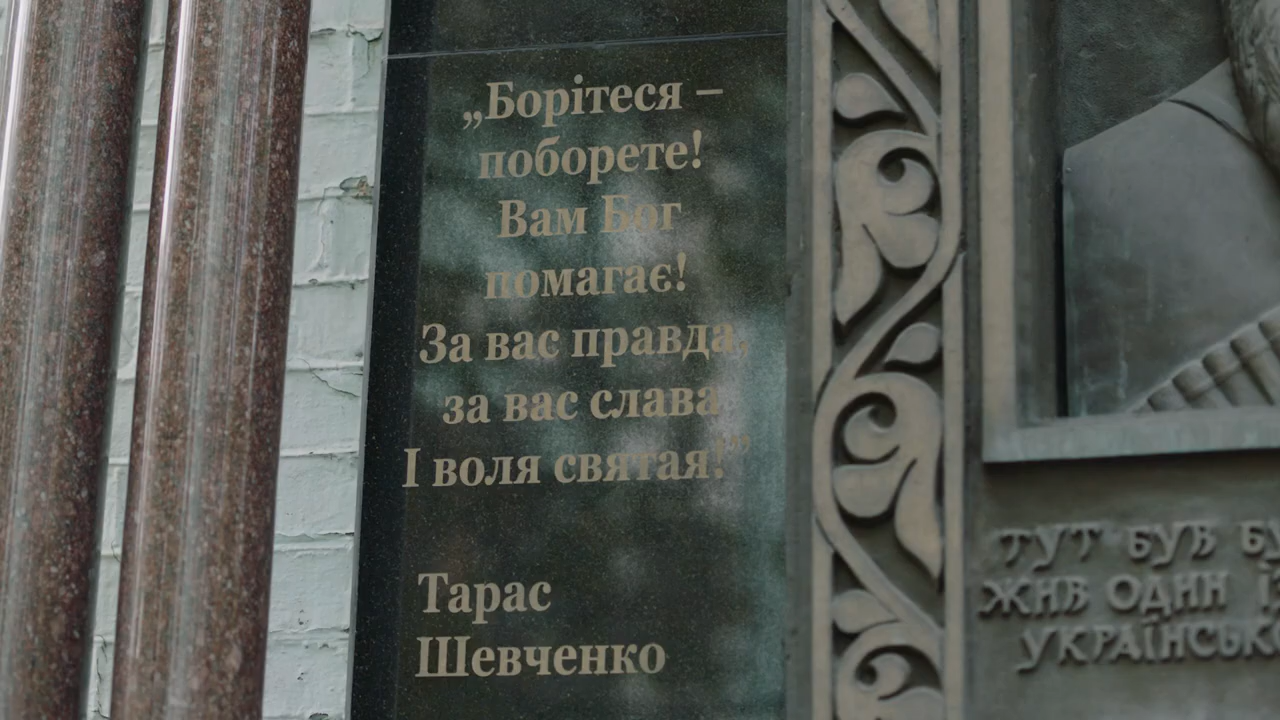 „Борітеся –
поборете!
Вам Бог
помагає!
За вас правда,
за вас слава
І воля святая!”
Тарас
Шевченко
ТУТ БУВ
ЖИВ ОДИН